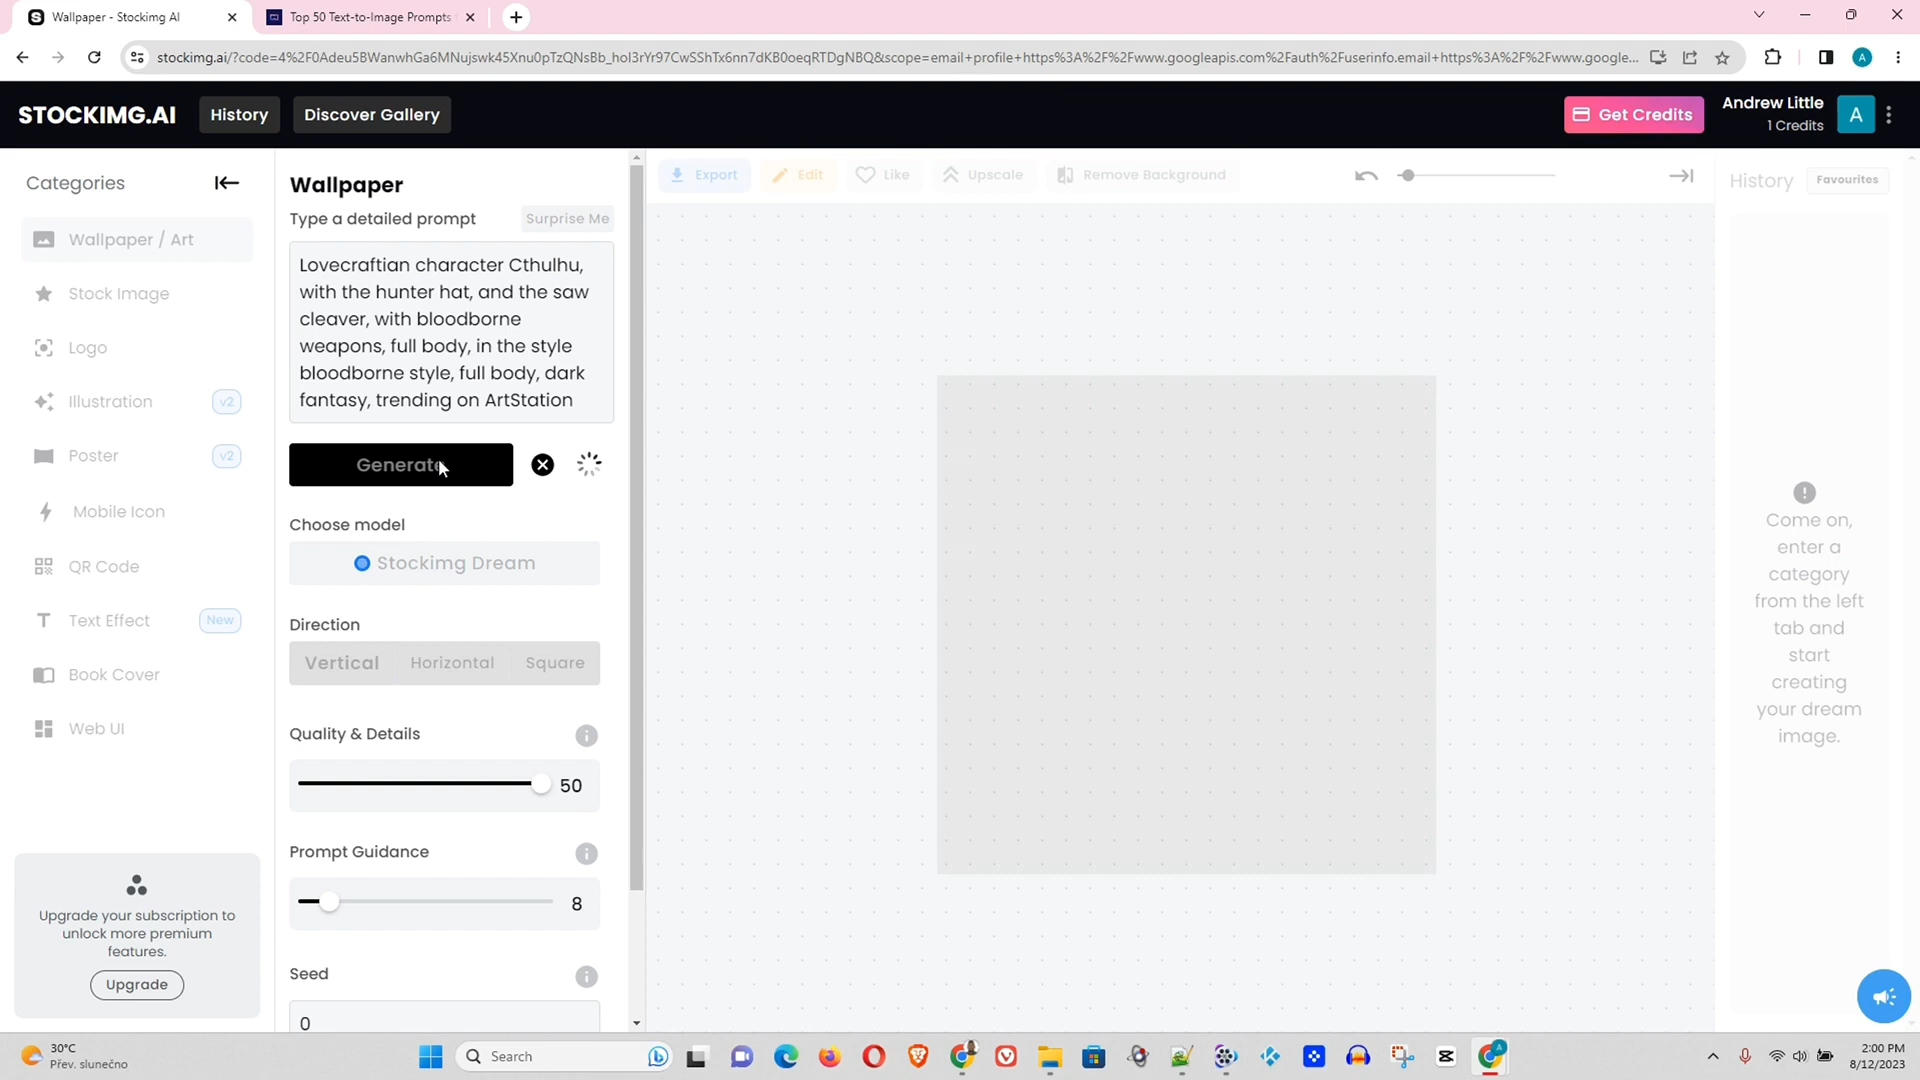 Wallpaper - Stockimg AI
Top 50 Text-to-Image Prompts
stockimg.ai/?code=4%2F0Adeu5BWanwhGa6MNujswk45Xnu0pTzQNsBb_hoI3rYr97CwSShTx6nn7dKB0oeqRTDgNBQ&scope=email+profile+https%3A%2F%2Fwww.googleapis.com%2Fauth%2Fuserinfo.email+https%3A%2F%2Fwww.google...
A
STOCKIMG.AI
History
Discover Gallery
Get Credits
Andrew Little
1 Credits
A
Categories
Wallpaper / Art
Stock Image
Logo
Illustration
v2
Poster
v2
Mobile Icon
QR Code
Text Effect
New
Book Cover
Web UI
Upgrade your subscription to
unlock more premium
features.
Upgrade
Wallpaper
Type a detailed prompt
Surprise Me
Lovecraftian character Cthulhu,
with the hunter hat, and the saw
cleaver, with bloodborne
weapons, full body, in the style
bloodborne style, full body, dark
fantasy, trending on ArtStation
Generate
Choose model
Stockimg Dream
Direction
Vertical
Horizontal
Square
Quality & Details
50
Prompt Guidance
8
Seed
0
Export
Edit
Like
Upscale
Remove Background
History
Favourites
Come on,
enter a
category
from the left
tab and
start
creating
your dream
image.
30°C
Přev. slunečno
Search
2:00 PM
8/12/2023